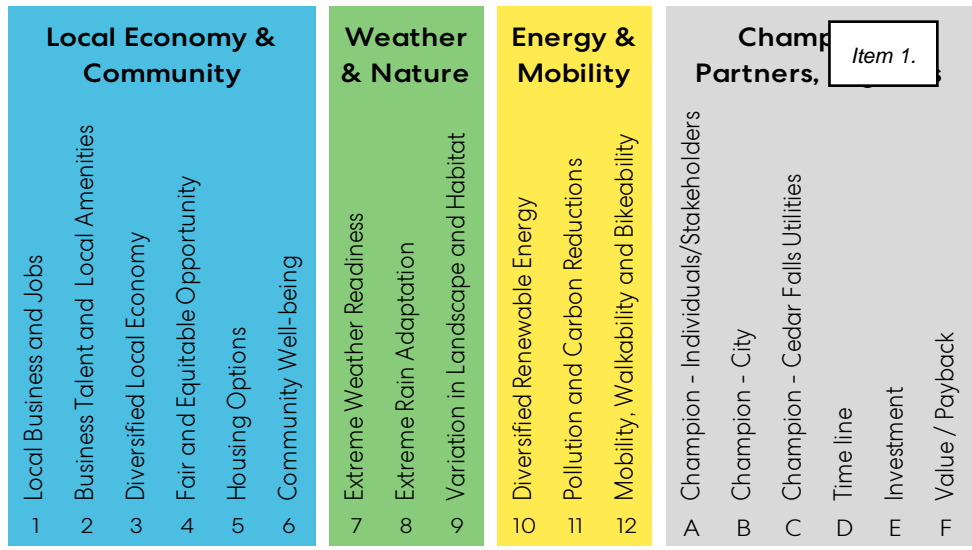 Local Economy &
Community
Local Business and Jobs
1
Business Talent and Local Amenities
2
Diversified Local Economy
3
Fair and Equitable Opportunity
4
Housing Options
5
Community Well-being
6
Weather
& Nature
Extreme Weather Readiness
7
Extreme Rain Adaptation
8
Variation in Landscape and Habitat
9
Energy &
Mobility
Diversified Renewable Energy
10
Pollution and Carbon Reductions
11
Mobility, Walkability and Bikeability
12
Partners,
Item 1.
Champion - Individuals/Stakeholders
A
Champion - City
B
Champion - Cedar Falls Utilities
C
Time line
D
Investment
E
Value / Payback
F